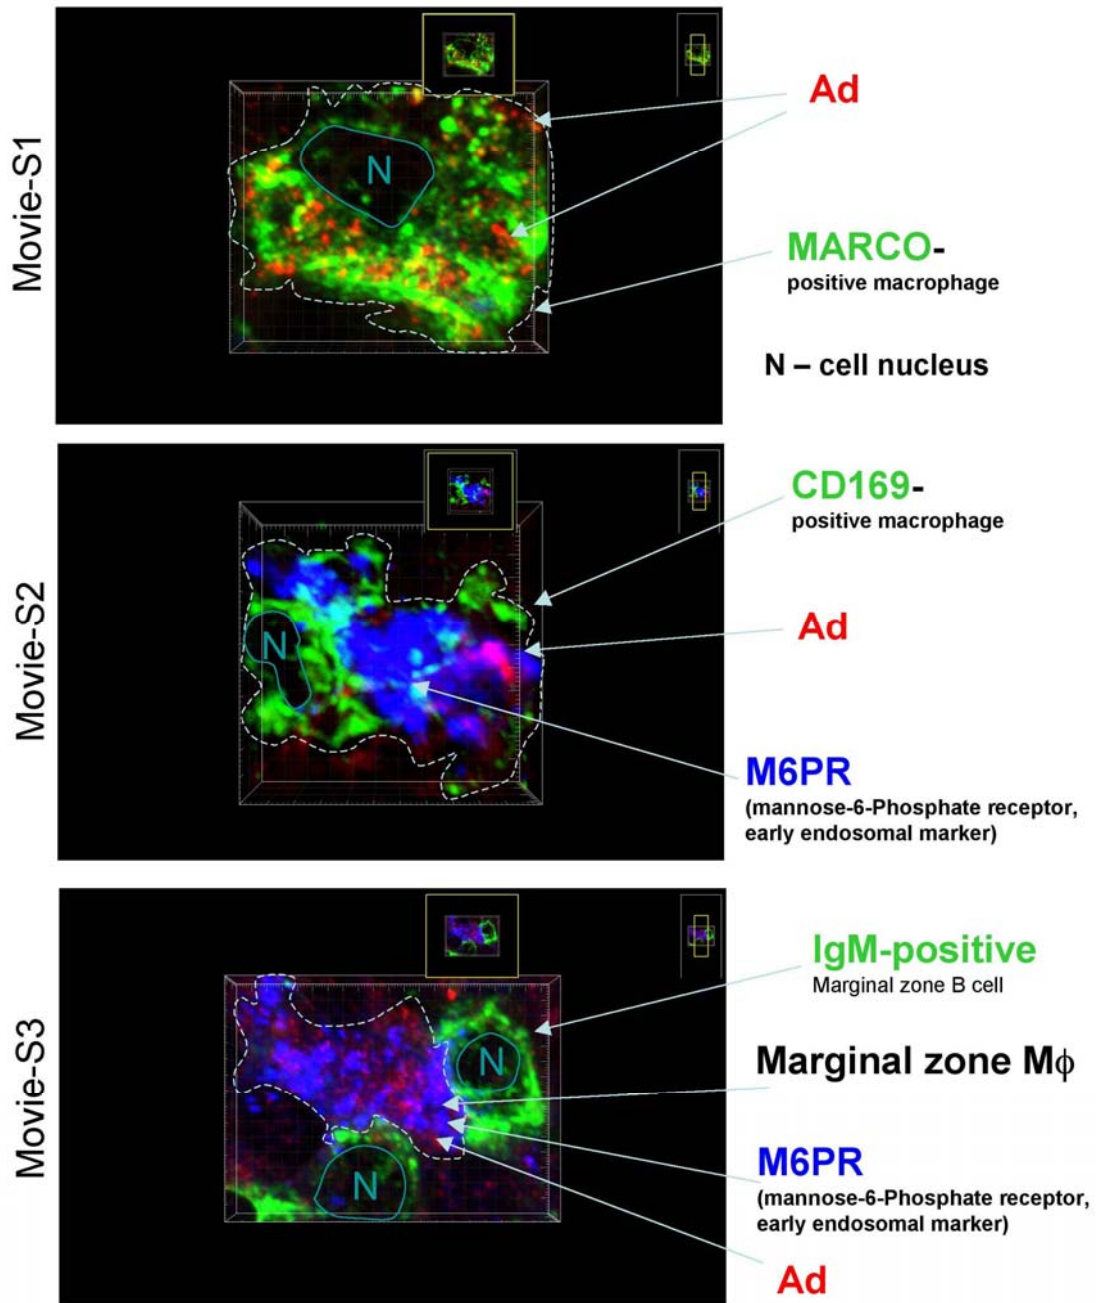 Movie-S1
N
Ad
MARCO-
positive macrophage
N – cell nucleus
Movie-S2
N
CD169-
positive macrophage
Ad
M6PR
(mannose-6-Phosphate receptor,
early endosomal marker)
Movie-S3
N
N
IgM-positive
Marginal zone B cell
Marginal zone Mϕ
M6PR
(mannose-6-Phosphate receptor,
early endosomal marker)
Ad